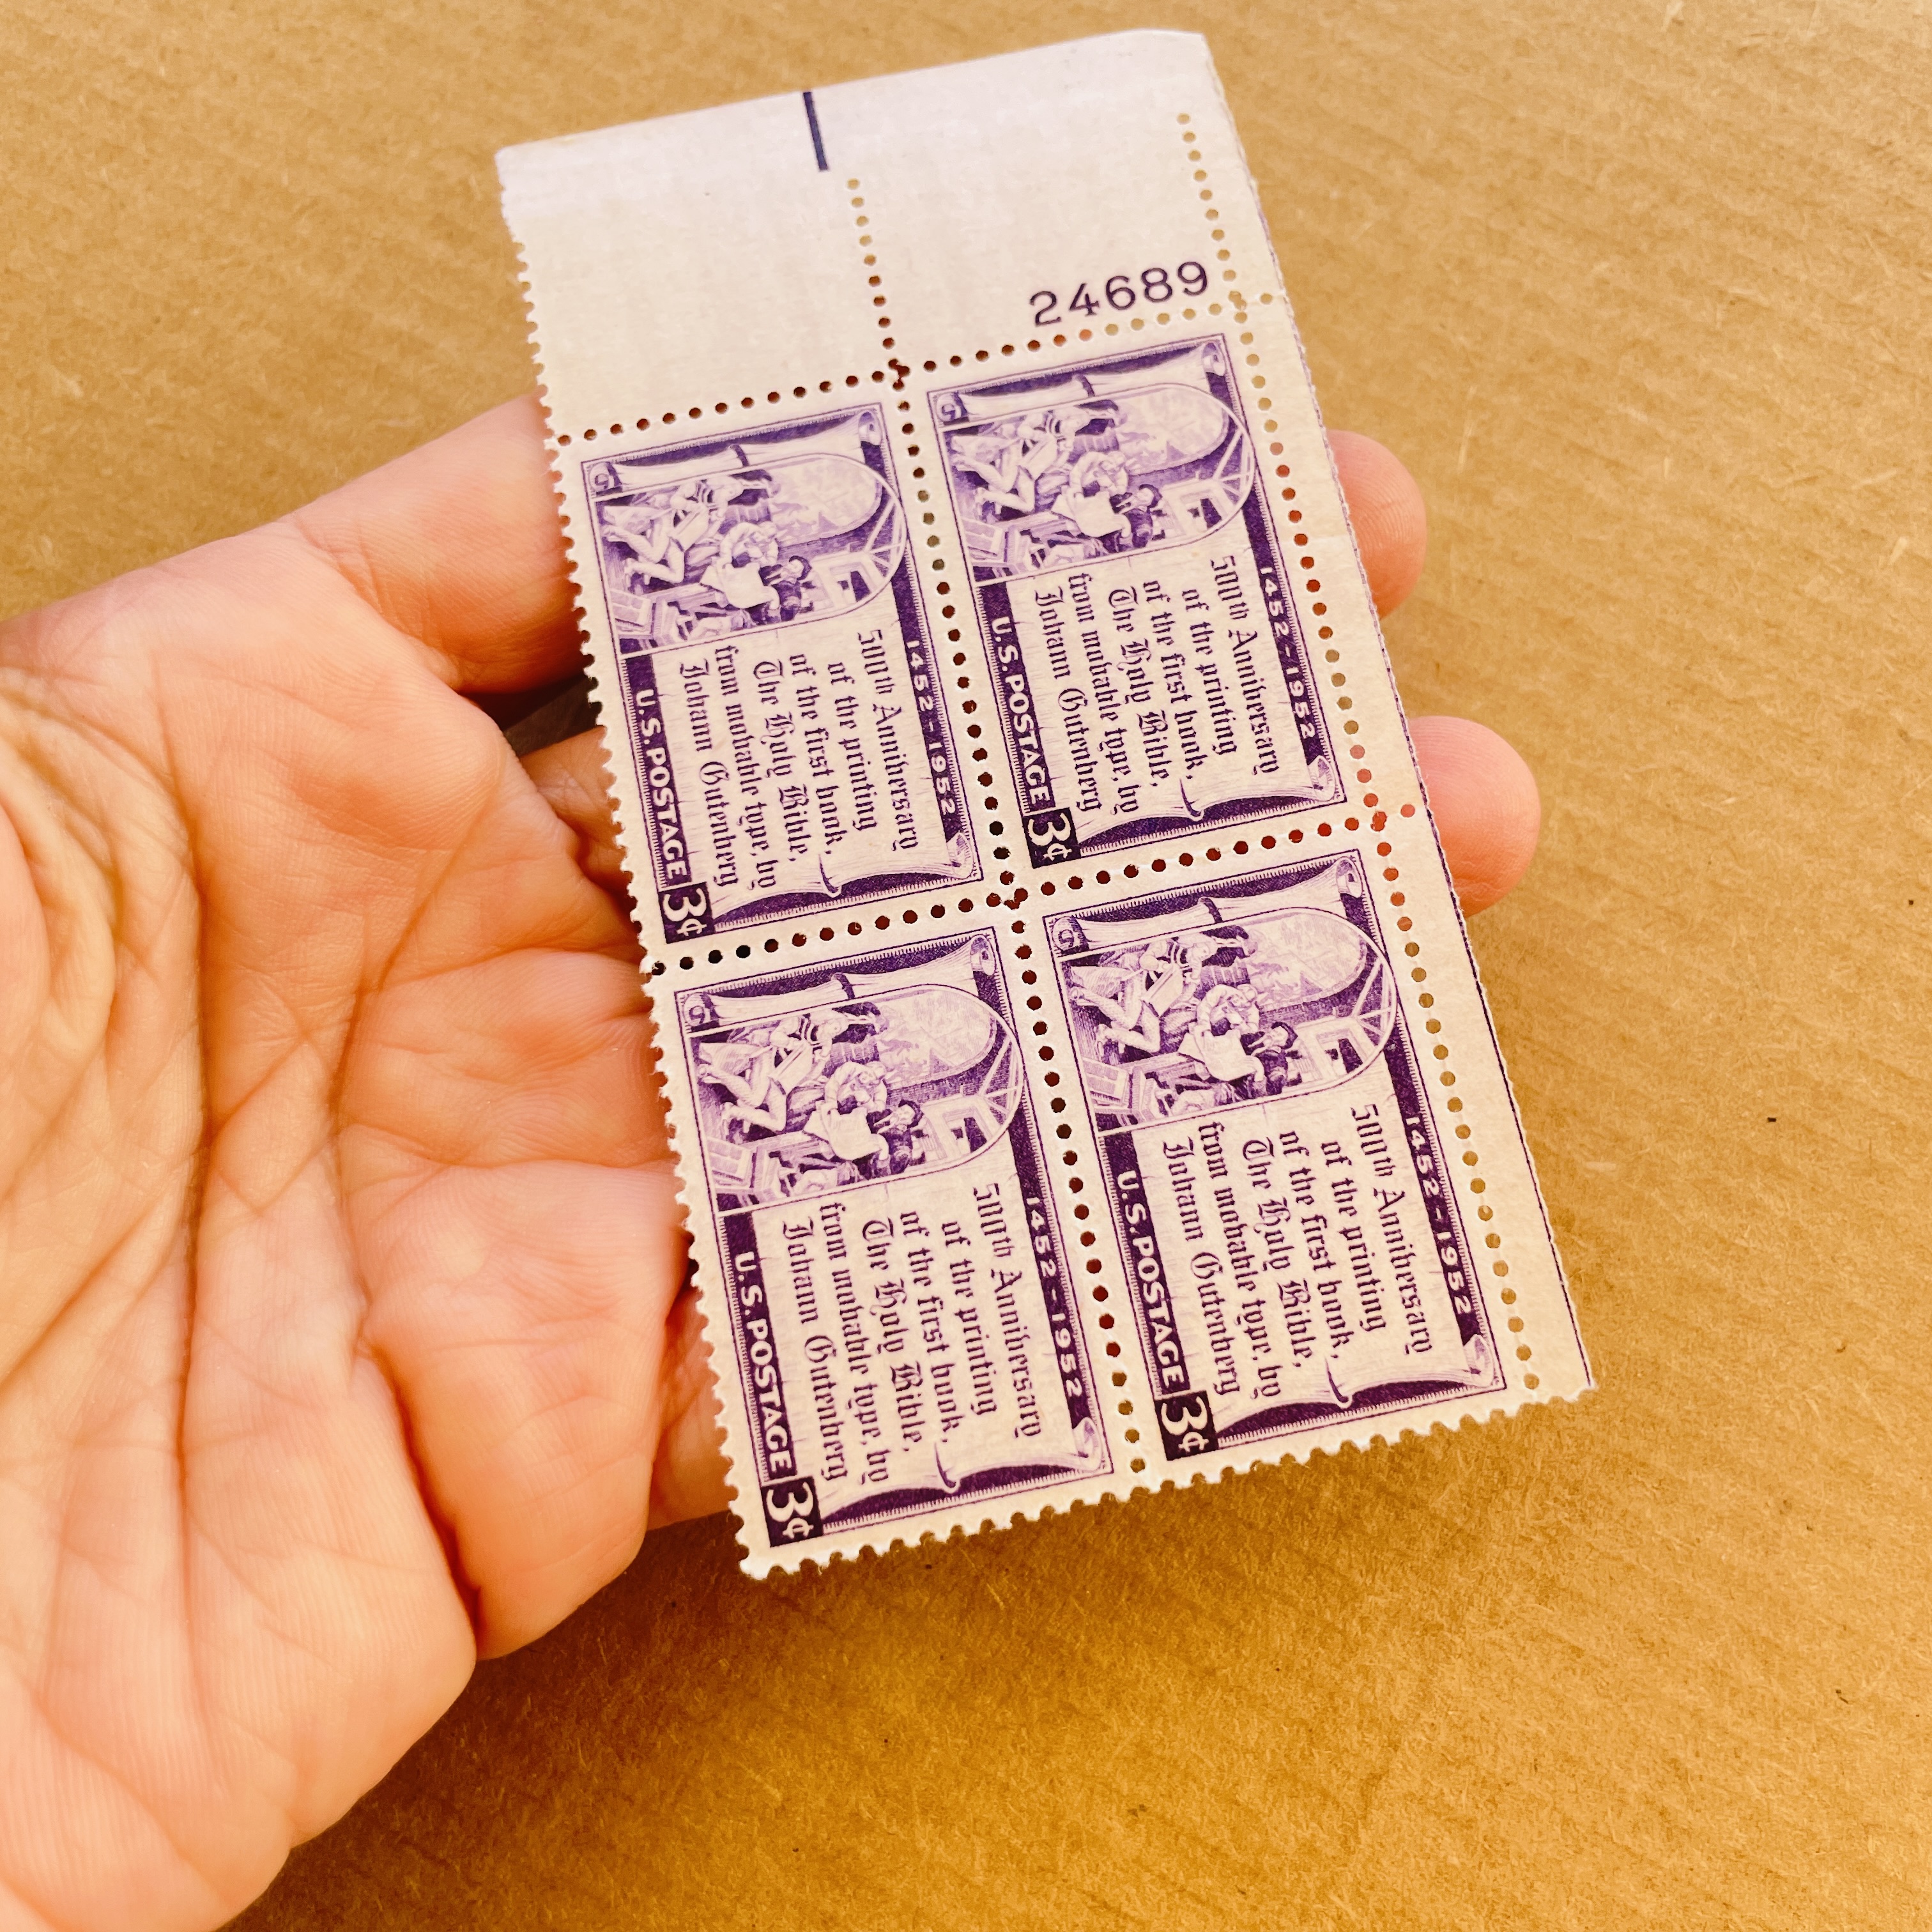 24689
1452-1952
500th Anniversary
of the printing
of the first book,
The Holy Bible,
from movable type, by
Johann Gutenberg
U.S. POSTAGE 3¢
1452-1952
500th Anniversary
of the printing
of the first book,
The Holy Bible,
from movable type, by
Johann Gutenberg
U.S. POSTAGE 3¢
1452-1952
500th Anniversary
of the printing
of the first book,
The Holy Bible,
from movable type, by
Johann Gutenberg
U.S. POSTAGE 3¢
1452-1952
500th Anniversary
of the printing
of the first book,
The Holy Bible,
from movable type, by
Johann Gutenberg
U.S. POSTAGE 3¢